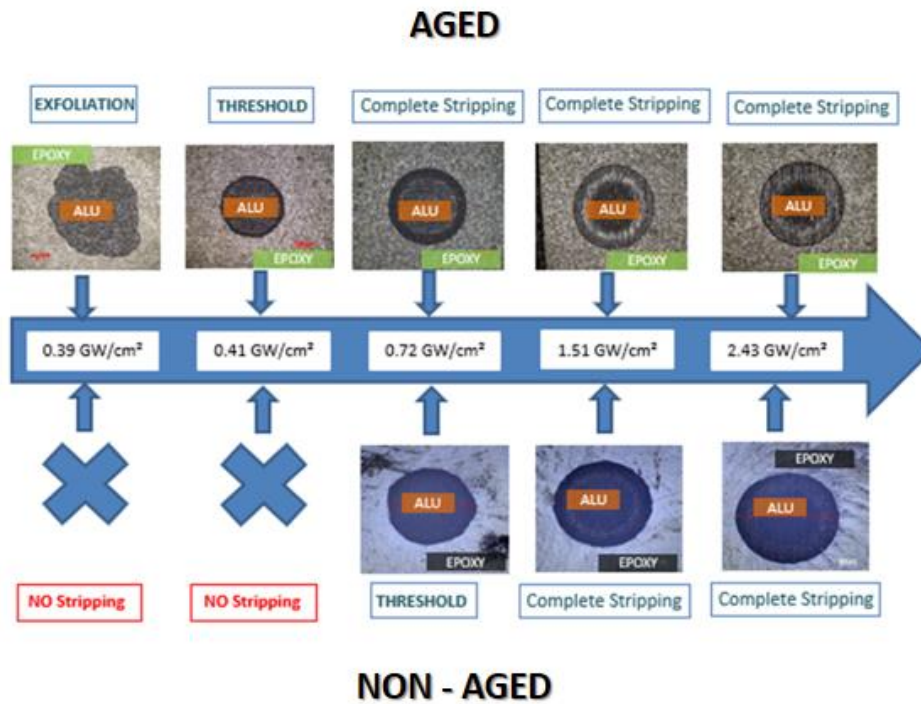 AGED
EXFOLIATION
THRESHOLD
Complete Stripping
Complete Stripping
Complete Stripping
EPOXY
ALU
ALU
EPOXY
ALU
EPOXY
ALU
EPOXY
ALU
EPOXY
0.39 GW/cm²
0.41 GW/cm²
0.72 GW/cm²
1.51 GW/cm²
2.43 GW/cm²
ALU
EPOXY
ALU
EPOXY
EPOXY
ALU
NO Stripping
NO Stripping
THRESHOLD
Complete Stripping
Complete Stripping
NON - AGED